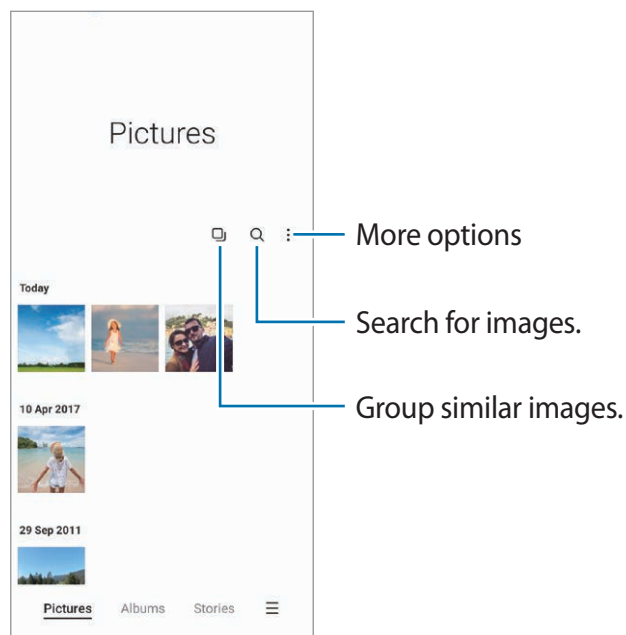 Pictures
More options
Today
Search for images.
Group similar images.
10 Apr 2017
29 Sep 2011
Pictures Albums Stories